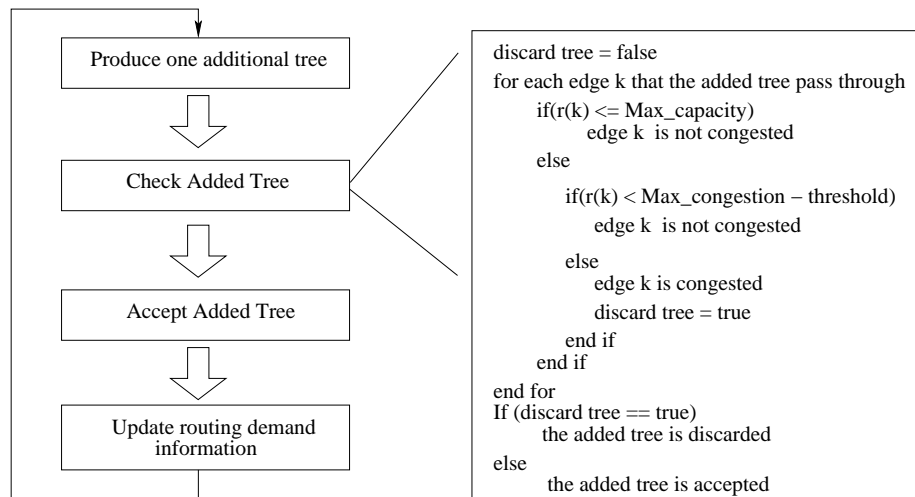 Produce one additional tree
Check Added Tree
Accept Added Tree
Update routing demand
information
discard tree = false
for each edge k that the added tree pass through
if(r(k) <= Max_capacity)
edge k is not congested
else
if(r(k) < Max_congestion – threshold)
edge k is not congested
else
edge k is congested
discard tree = true
end if
end if
end for
If (discard tree == true)
the added tree is discarded
else
the added tree is accepted